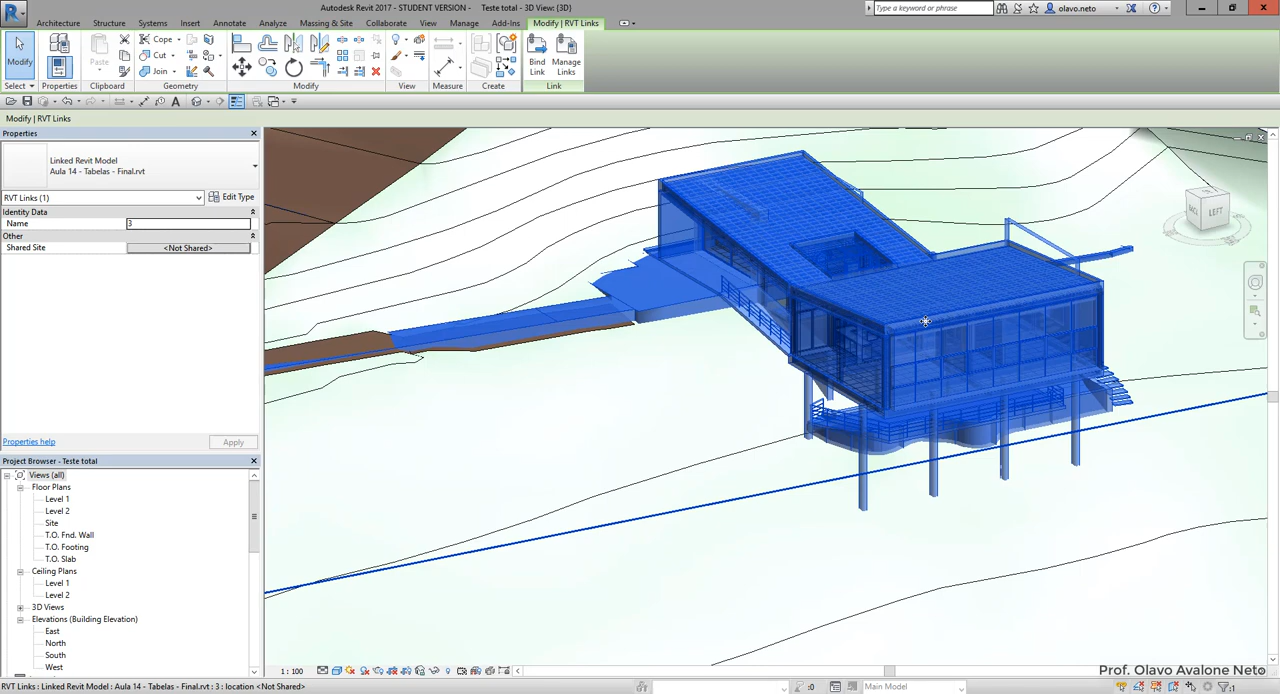 Autodesk Revit 2017 - STUDENT VERSION -    Teste total - 3D View: {3D}
Type a keyword or phrase
olavo.neto
Architecture Structure Systems Insert Annotate Analyze Massing & Site Collaborate View Manage Add-Ins Modify | RVT Links
Modify
Paste
Cope
Cut
Join
Bind Link
Manage Links
Select Properties Clipboard Geometry Modify View Measure Create Link
Modify | RVT Links
Properties
Linked Revit Model
Aula 14 - Tabelas - Final.rvt
RVT Links (1)
Edit Type
Identity Data
Name 3
Other
Shared Site <Not Shared>
Properties help
Apply
Project Browser - Teste total
Views (all)
Floor Plans
Level 1
Level 2
Site
T.O. Fnd. Wall
T.O. Footing
T.O. Slab
Ceiling Plans
Level 1
Level 2
3D Views
Elevations (Building Elevation)
East
North
South
West
LEFT
1 : 100
Prof. Olavo Avalone Neto
RVT Links : Linked Revit Model : Aula 14 - Tabelas - Final.rvt : 3 : location <Not Shared>
:0
Main Model
:1